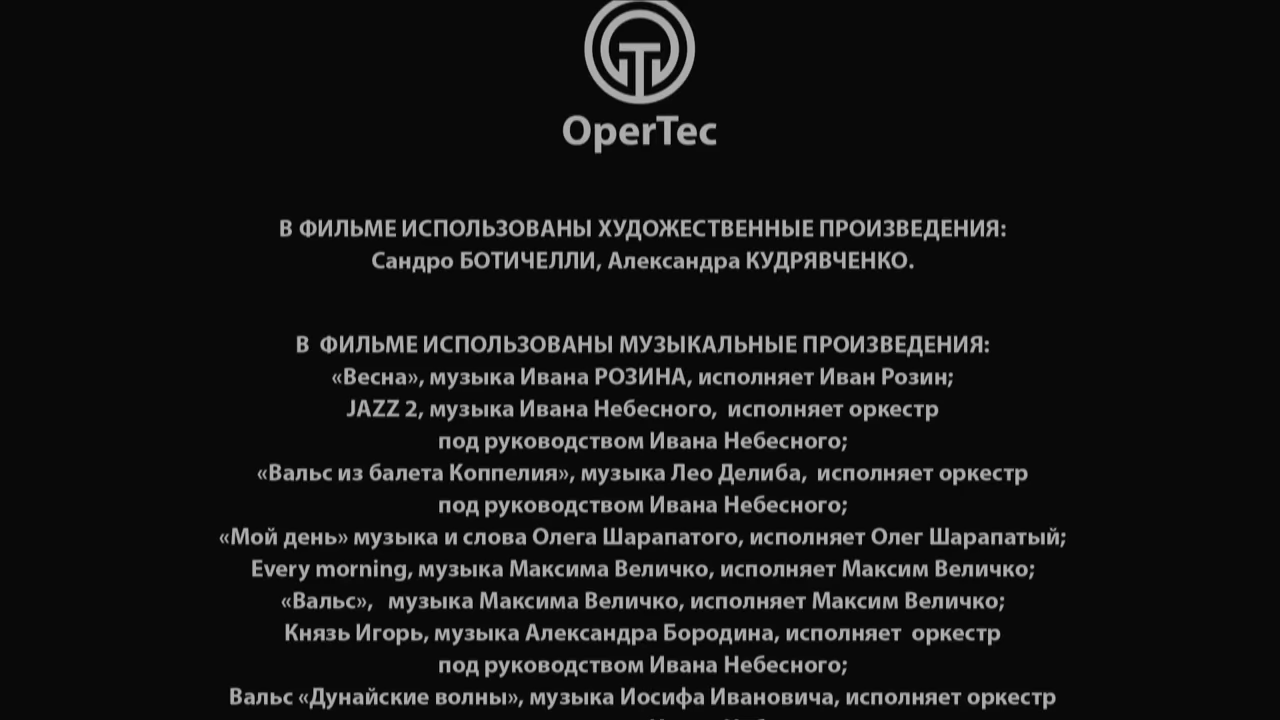 OperTec
В ФИЛЬМЕ ИСПОЛЬЗОВАНЫ ХУДОЖЕСТВЕННЫЕ ПРОИЗВЕДЕНИЯ:
Сандро БОТИЧЕЛЛИ, Александра КУДРЯВЧЕНКО.
В ФИЛЬМЕ ИСПОЛЬЗОВАНЫ МУЗЫКАЛЬНЫЕ ПРОИЗВЕДЕНИЯ:
«Весна», музыка Ивана РОЗИНА, исполняет Иван Розин;
JAZZ 2, музыка Ивана Небесного, исполняет оркестр
под руководством Ивана Небесного;
«Вальс из балета Коппелия», музыка Лео Делиба, исполняет оркестр
под руководством Ивана Небесного;
«Мой день» музыка и слова Олега Шарапатого, исполняет Олег Шарапатый;
Every morning, музыка Максима Величко, исполняет Максим Величко;
«Вальс», музыка Максима Величко, исполняет Максим Величко;
Князь Игорь, музыка Александра Бородина, исполняет оркестр
под руководством Ивана Небесного;
Вальс «Дунайские волны», музыка Иосифа Ивановича, исполняет оркестр